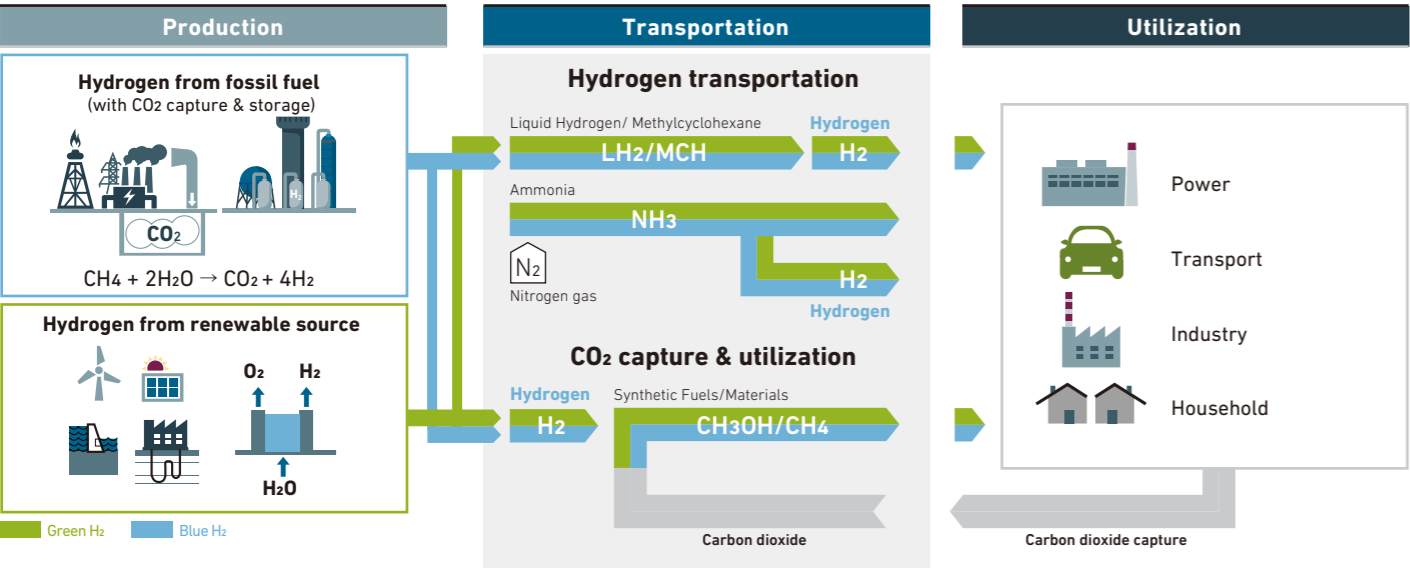 Production
Hydrogen from fossil fuel
(with CO₂ capture & storage)
H₂
CO₂
CH₄ + 2H₂O → CO₂ + 4H₂
Hydrogen from renewable source
O₂ H₂
H₂O
Green H₂ Blue H₂
Transportation
Hydrogen transportation
Liquid Hydrogen/ Methylcyclohexane Hydrogen
LH₂/MCH H₂
Ammonia
NH₃
N₂
Nitrogen gas
H₂
Hydrogen
CO₂ capture & utilization
Hydrogen Synthetic Fuels/Materials
H₂ CH₃OH/CH₄
Carbon dioxide
Utilization
Power
Transport
Industry
Household
Carbon dioxide capture